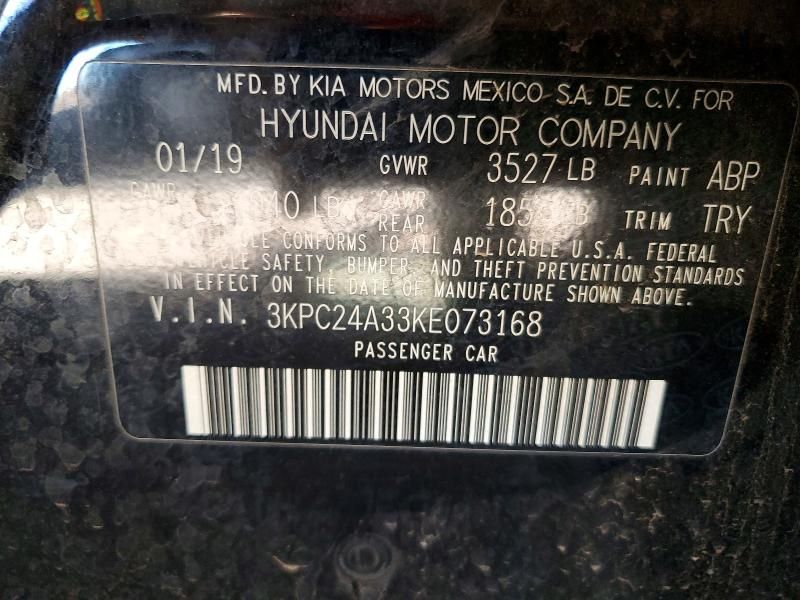 MFD. BY KIA MOTORS MEXICO S.A. DE C.V. FOR
HYUNDAI MOTOR COMPANY
01/19 GVWR 3527 LB PAINT ABP
LB GAWR REAR TRIM TRY
CONFORMS TO ALL APPLICABLE U.S.A. FEDERAL
SAFETY, BUMPER, AND THEFT PREVENTION STANDARDS
IN EFFECT ON THE DATE OF MANUFACTURE SHOWN ABOVE.
V.I.N. 3KPC24A33KE073168
PASSENGER CAR